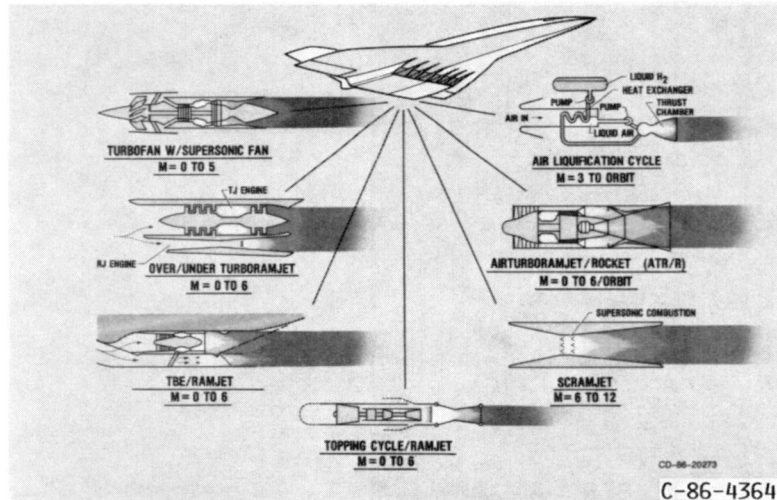 TURBOFAN W/SUPERSONIC FAN
M = 0 TO 5
TJ ENGINE
RJ ENGINE
OVER/UNDER TURBORAMJET
M = 0 TO 6
TBE/RAMJET
M = 0 TO 6
TOPPING CYCLE/RAMJET
M = 0 TO 6
LIQUID H2
HEAT EXCHANGER
PUMP
PUMP
THRUST
CHAMBER
AIR IN
LIQUID AIR
AIR LIQUIFICATION CYCLE
M = 3 TO ORBIT
AIRTURBORAMJET/ROCKET (ATR/R)
M = 0 TO 6/ORBIT
SUPERSONIC COMBUSTION
SCRAMJET
M = 6 TO 12
CD-86-20273
C-86-4364